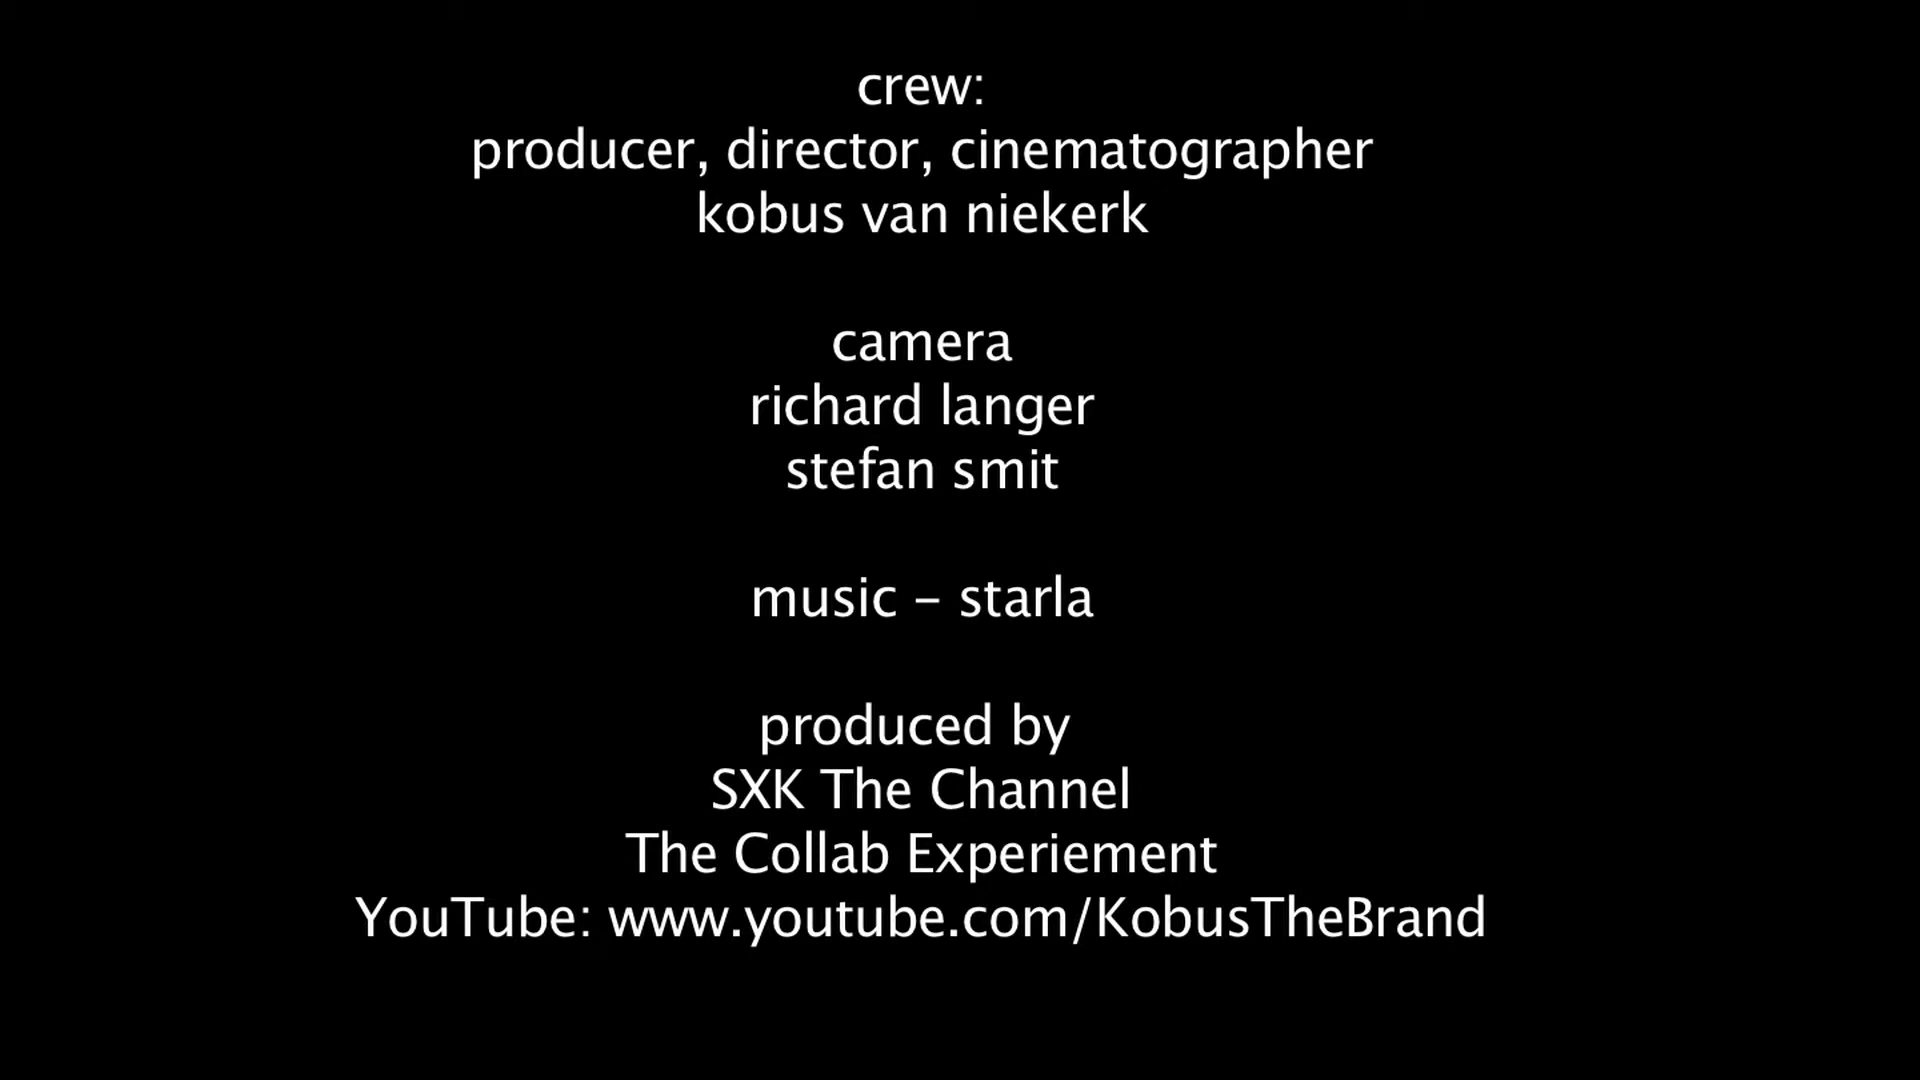 crew:
producer, director, cinematographer
kobus van niekerk
camera
richard langer
stefan smit
music - starla
produced by
SXK The Channel
The Collab Experiement
YouTube: www.youtube.com/KobusTheBrand